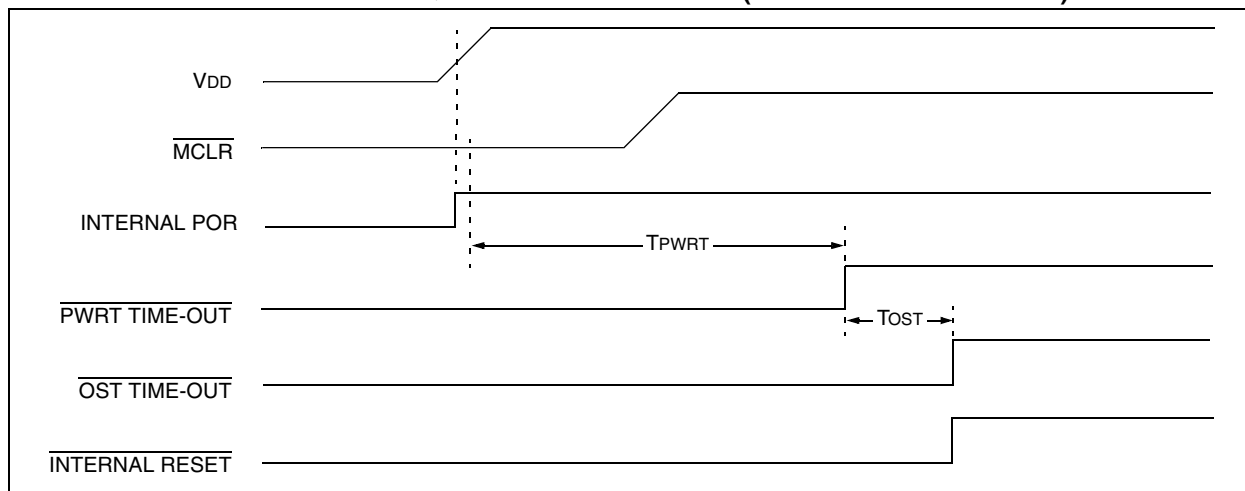 VDD
MCLR
INTERNAL POR
TPWRT
PWRT TIME-OUT
TOST
OST TIME-OUT
INTERNAL RESET